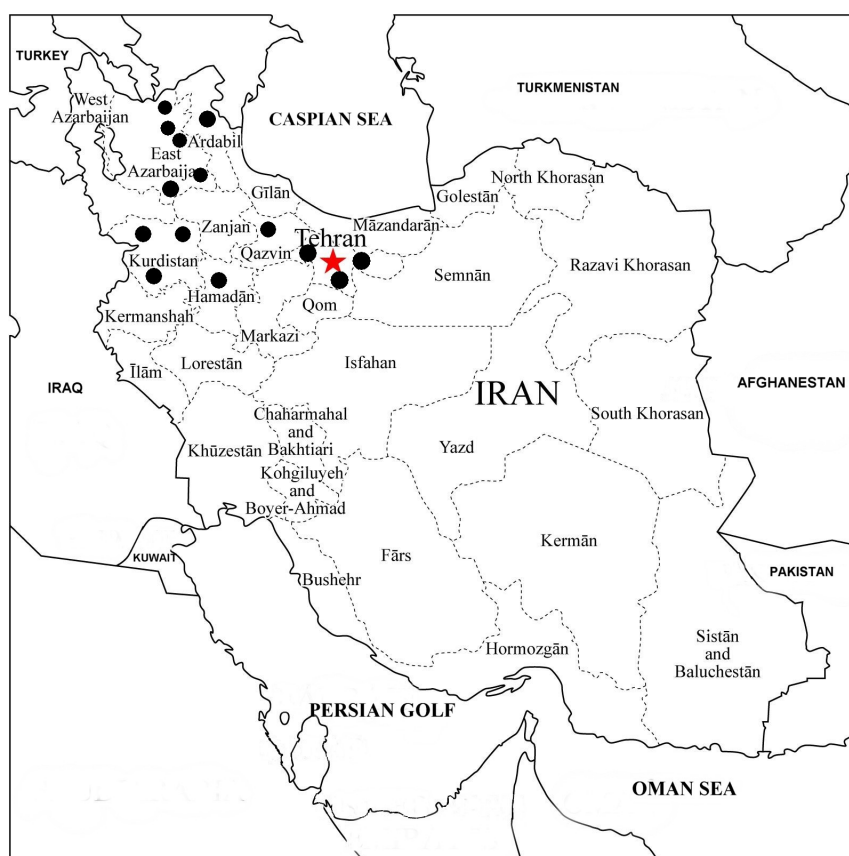 TURKEY
TURKMENISTAN
West
Azarbaijan
CASPIAN SEA
Ardabil
East
Azarbaija
North Khorasan
Gīlān
Golestān
Zanjan
Māzandarān
Tehran
Qazvin
Kurdistan
Semnān
Razavi Khorasan
Hamadān
Qom
Kermanshah
Markazi
Lorestān
Isfahan
Īlām
IRAQ
IRAN
AFGHANESTAN
South Khorasan
Chaharmahal
and
Bakhtiari
Khūzestān
Yazd
Kohgiluyeh
and
Boyer-Ahmad
Kermān
KUWAIT
Fārs
Bushehr
PAKISTAN
Sistān
and
Baluchestān
Hormozgān
PERSIAN GOLF
OMAN SEA